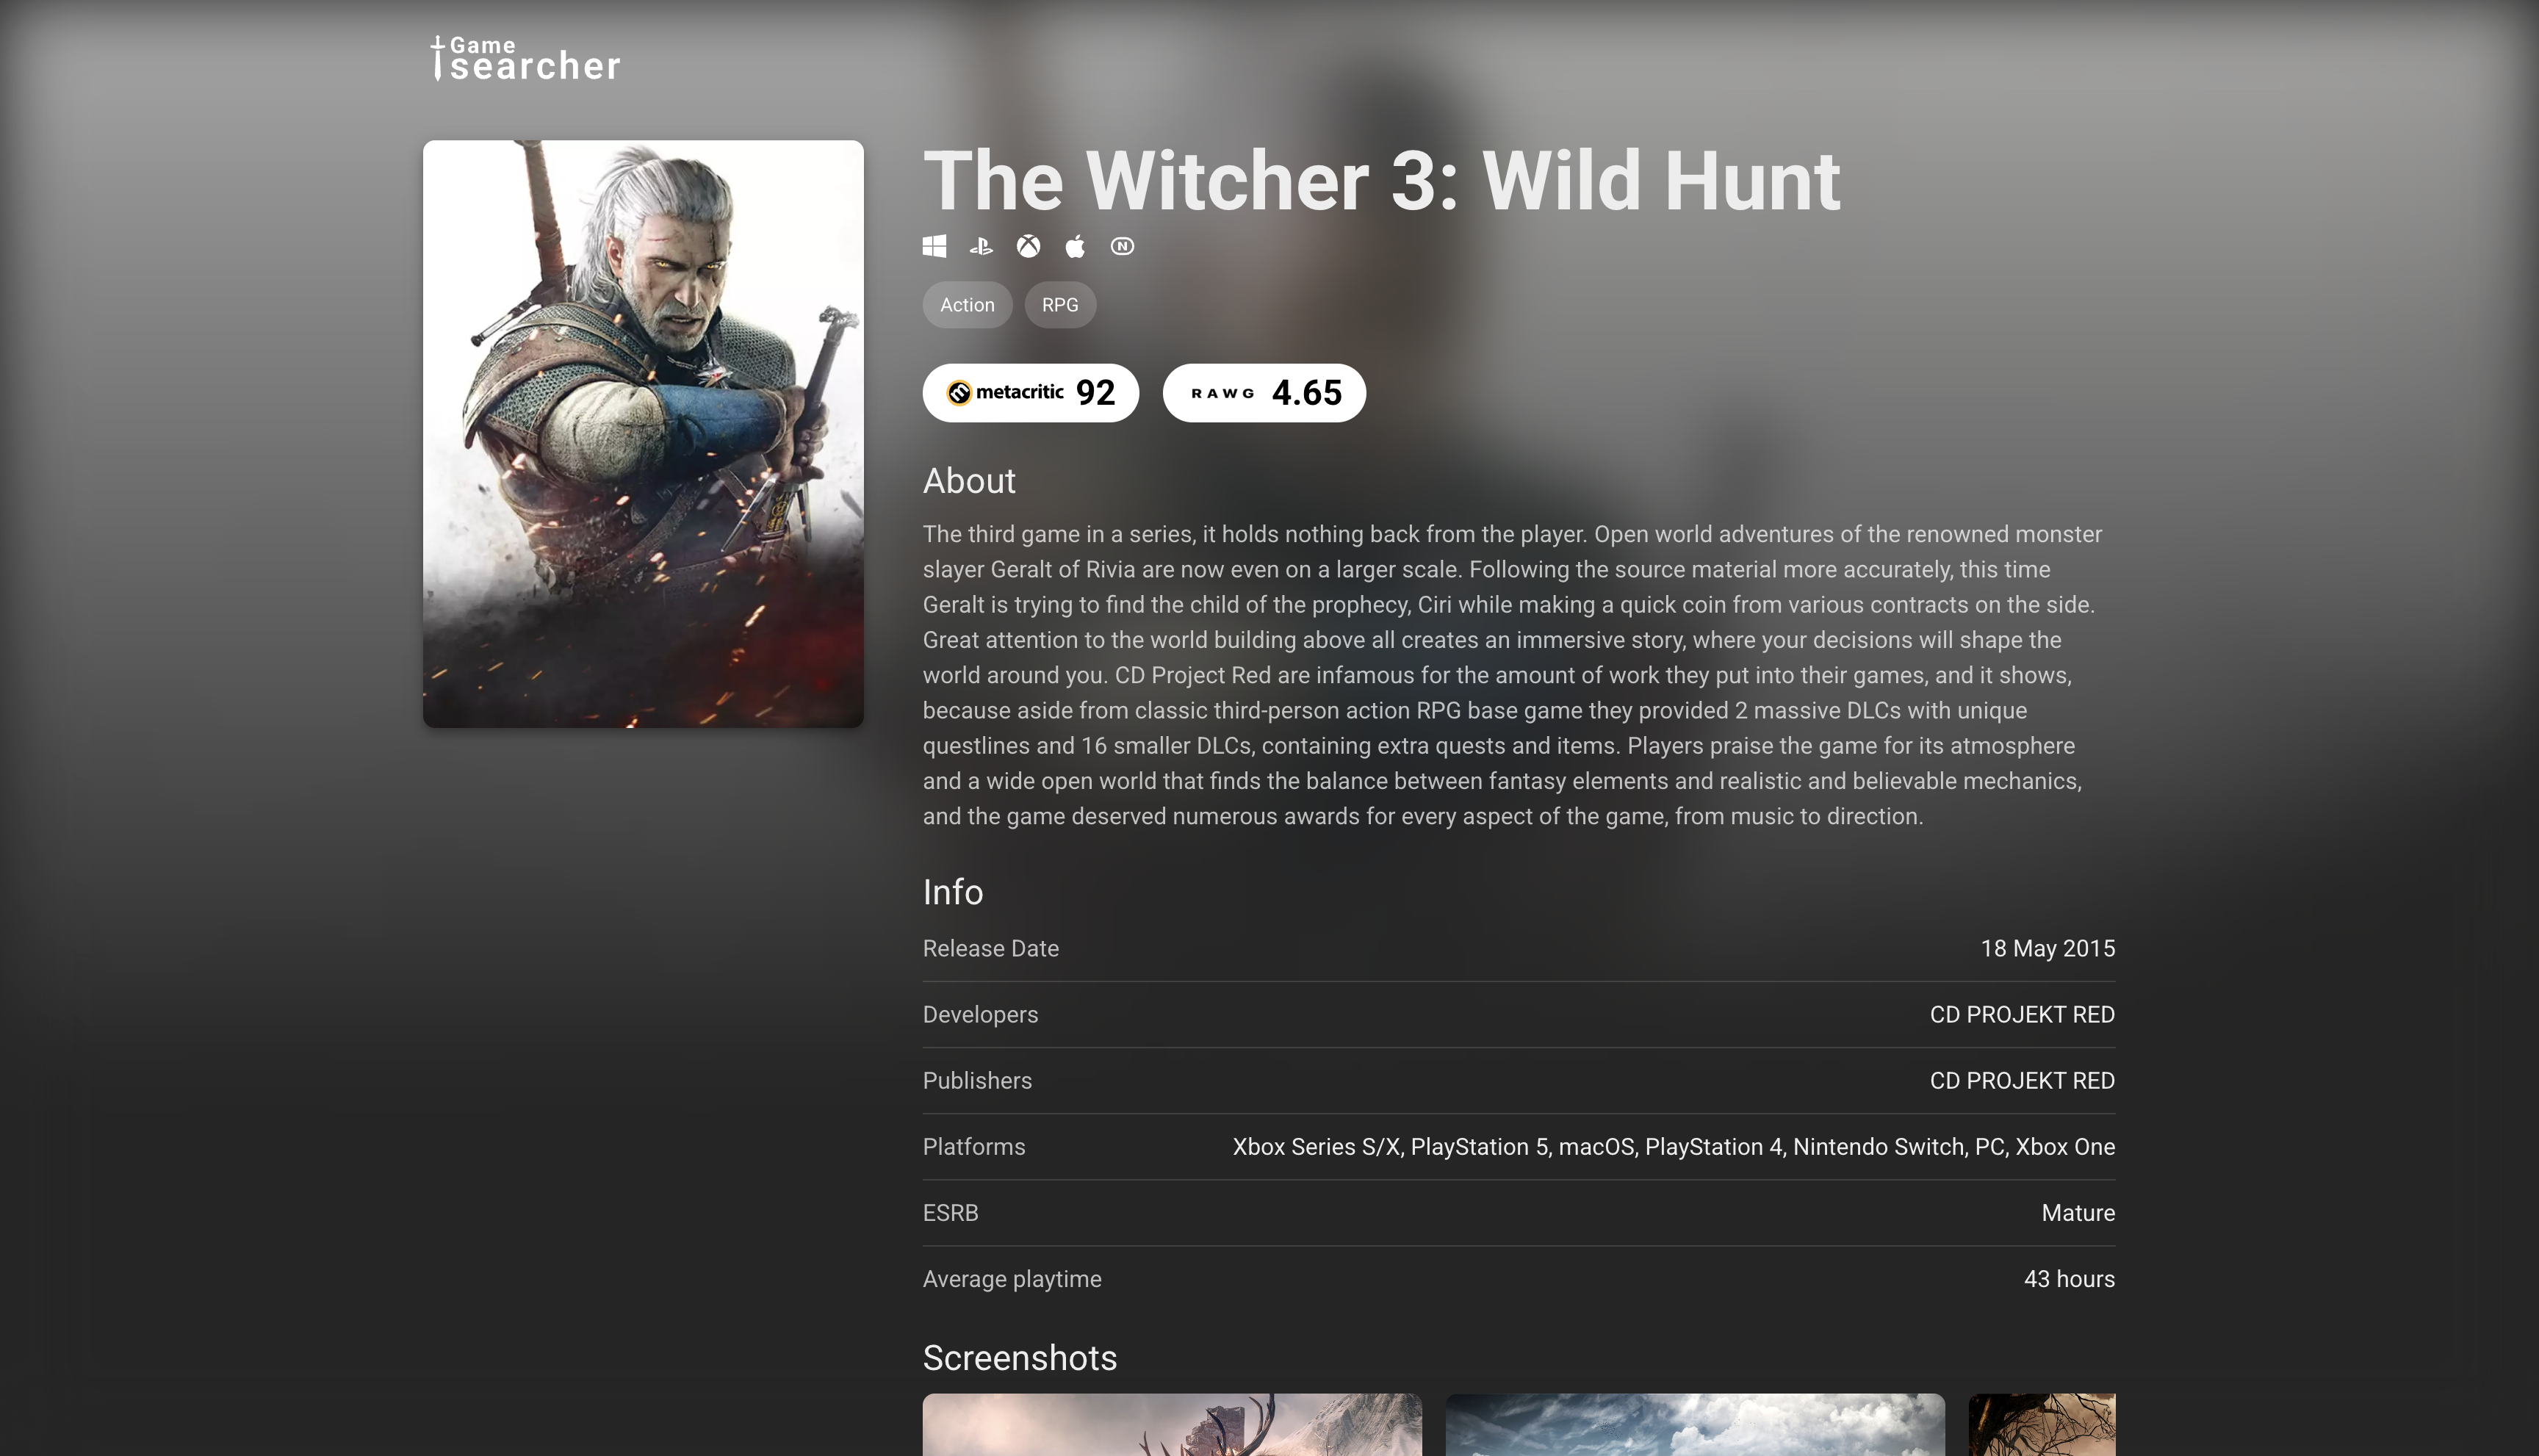 Game
searcher
The Witcher 3: Wild Hunt
Action RPG
metacritic 92 RAWG 4.65
About
The third game in a series, it holds nothing back from the player. Open world adventures of the renowned monster
slayer Geralt of Rivia are now even on a larger scale. Following the source material more accurately, this time
Geralt is trying to find the child of the prophecy, Ciri while making a quick coin from various contracts on the side.
Great attention to the world building above all creates an immersive story, where your decisions will shape the
world around you. CD Project Red are infamous for the amount of work they put into their games, and it shows,
because aside from classic third-person action RPG base game they provided 2 massive DLCs with unique
questlines and 16 smaller DLCs, containing extra quests and items. Players praise the game for its atmosphere
and a wide open world that finds the balance between fantasy elements and realistic and believable mechanics,
and the game deserved numerous awards for every aspect of the game, from music to direction.
Info
Release Date 18 May 2015
Developers CD PROJEKT RED
Publishers CD PROJEKT RED
Platforms Xbox Series S/X, PlayStation 5, macOS, PlayStation 4, Nintendo Switch, PC, Xbox One
ESRB Mature
Average playtime 43 hours
Screenshots